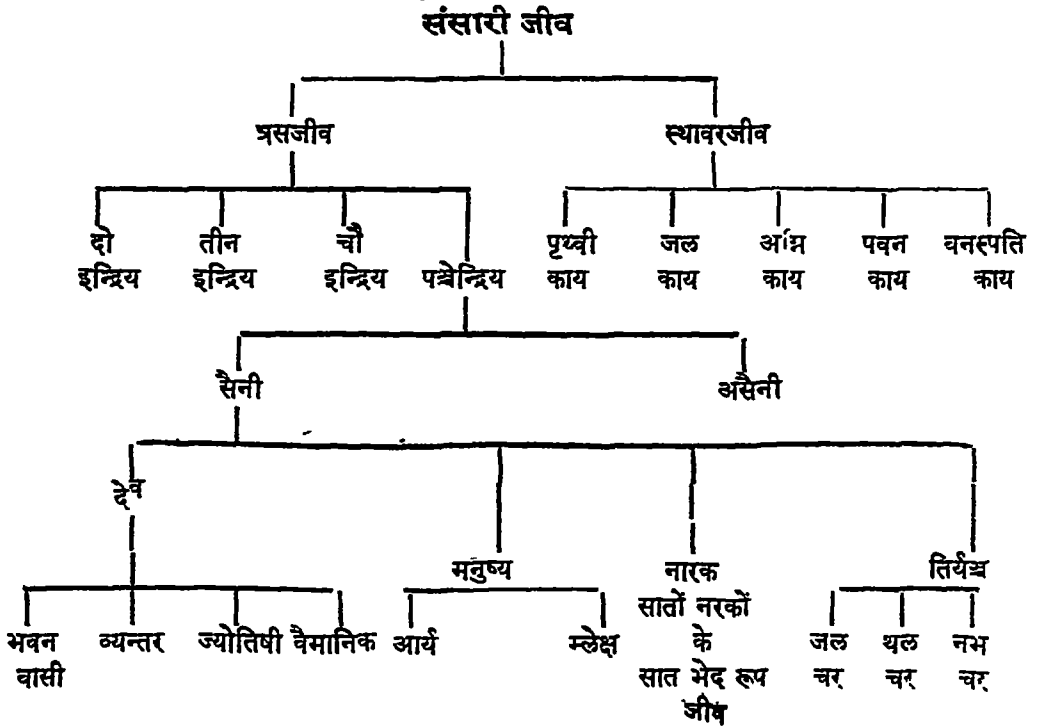 संसारी जीव
त्रसजीव स्थावरजीव
दो तीन चौ पृथ्वी जल अग्नि पवन वनस्पति
इन्द्रिय इन्द्रिय इन्द्रिय पञ्चेन्द्रिय काय काय काय काय काय
सैनी असैनी
देव
मनुष्य नारक तिर्यञ्च
सातों नरकों
भवन व्यन्तर ज्योतिषी वैमानिक आर्य म्लेक्ष के जल थल नभ
वासी सात भेद रूप चर चर चर
जीव